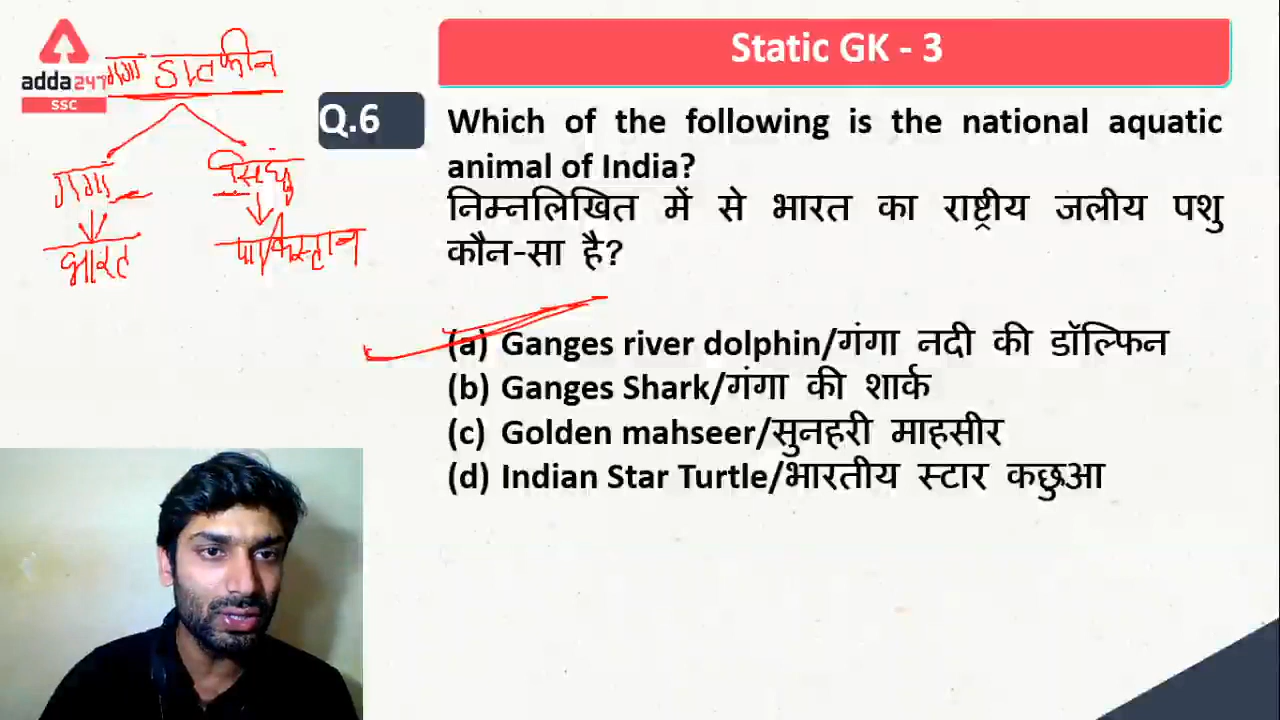 adda247
SSC
Static GK - 3
Q.6
Which of the following is the national aquatic
animal of India?
निम्नलिखित में से भारत का राष्ट्रीय जलीय पशु
कौन-सा है?
(a) Ganges river dolphin/गंगा नदी की डॉल्फिन
(b) Ganges Shark/गंगा की शार्क
(c) Golden mahseer/सुनहरी माहसीर
(d) Indian Star Turtle/भारतीय स्टार कछुआ
गंगा
सिंधु
भारत
पाकिस्तान